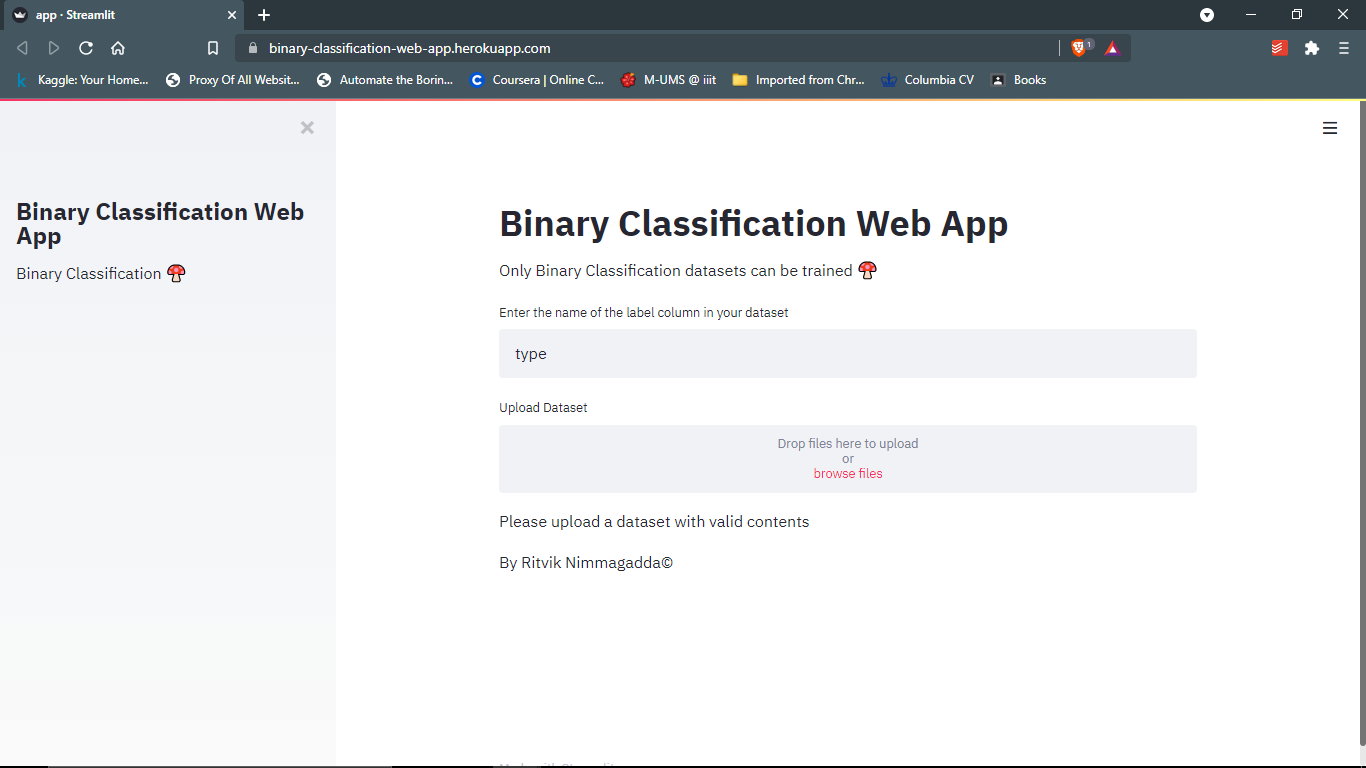 app · Streamlit
binary-classification-web-app.herokuapp.com
1
Kaggle: Your Home... Proxy Of All Websit... Automate the Borin... Coursera | Online C... M-UMS @ iiit Imported from Chr... Columbia CV Books
Binary Classification Web
App
Binary Classification
Binary Classification Web App
Only Binary Classification datasets can be trained
Enter the name of the label column in your dataset
type
Upload Dataset
Drop files here to upload
or
browse files
Please upload a dataset with valid contents
By Ritvik Nimmagadda©